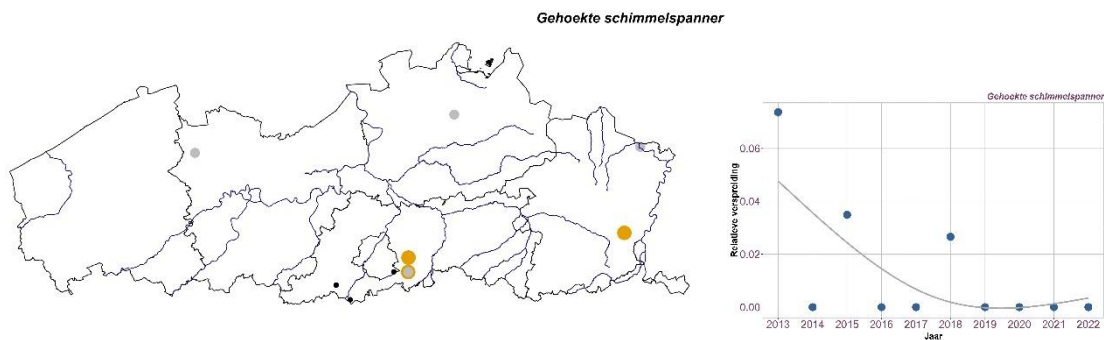 Gehoekte schimmelspanner
Gehoekte schimmelspanner
Relatieve verspreiding
0.06
0.04
0.02
0.00
2013 2014 2015 2016 2017 2018 2019 2020 2021 2022
Jaar